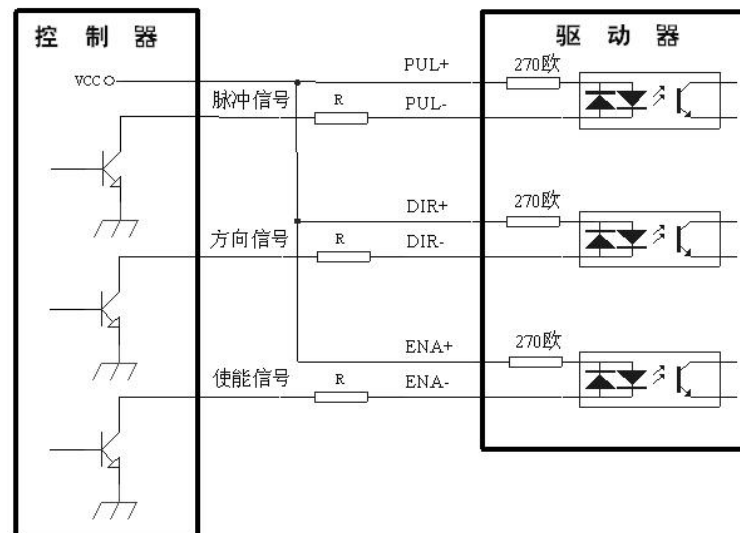 控 制 器
驱 动 器
VCC
PUL+
270欧
脉冲信号
R
PUL-
DIR+
270欧
方向信号
R
DIR-
ENA+
270欧
使能信号
R
ENA-